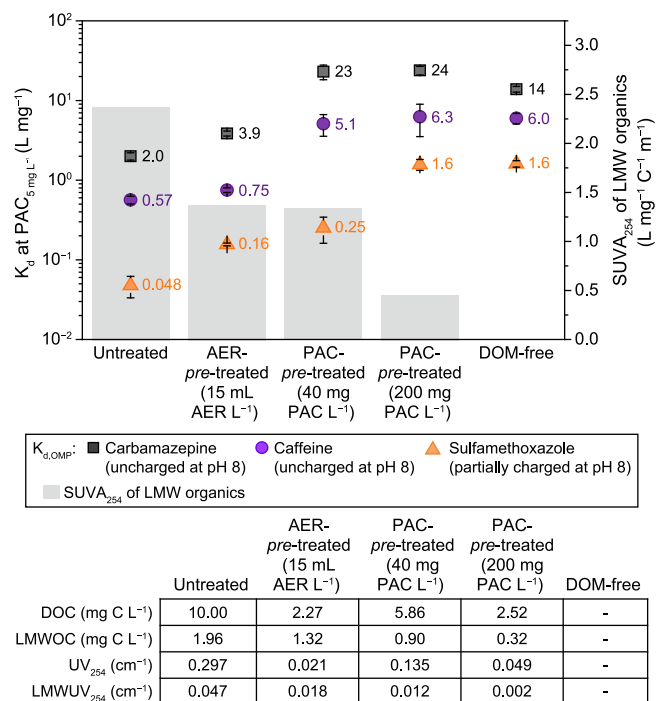 K_d at PAC_5 mg L⁻¹ (L mg⁻¹)
10²
10¹
10⁰
10⁻¹
10⁻²
2.0
0.57
0.048
3.9
0.75
0.16
23
5.1
0.25
24
6.3
1.6
14
6.0
1.6
3.0
2.5
2.0
1.5
1.0
0.5
0.0
SUVA₂₅₄ of LMW organics
(L mg⁻¹ C⁻¹ m⁻¹)
Untreated
AER-
pre-treated
(15 mL
AER L⁻¹)
PAC-
pre-treated
(40 mg
PAC L⁻¹)
PAC-
pre-treated
(200 mg
PAC L⁻¹)
DOM-free
K_d,OMP: Carbamazepine Caffeine Sulfamethoxazole
(uncharged at pH 8) (uncharged at pH 8) (partially charged at pH 8)
SUVA₂₅₄ of LMW organics
Untreated
AER-
pre-treated
(15 mL
AER L⁻¹)
PAC-
pre-treated
(40 mg
PAC L⁻¹)
PAC-
pre-treated
(200 mg
PAC L⁻¹)
DOM-free
DOC (mg C L⁻¹) 10.00 2.27 5.86 2.52 -
LMWOC (mg C L⁻¹) 1.96 1.32 0.90 0.32 -
UV₂₅₄ (cm⁻¹) 0.297 0.021 0.135 0.049 -
LMWUV₂₅₄ (cm⁻¹) 0.047 0.018 0.012 0.002 -